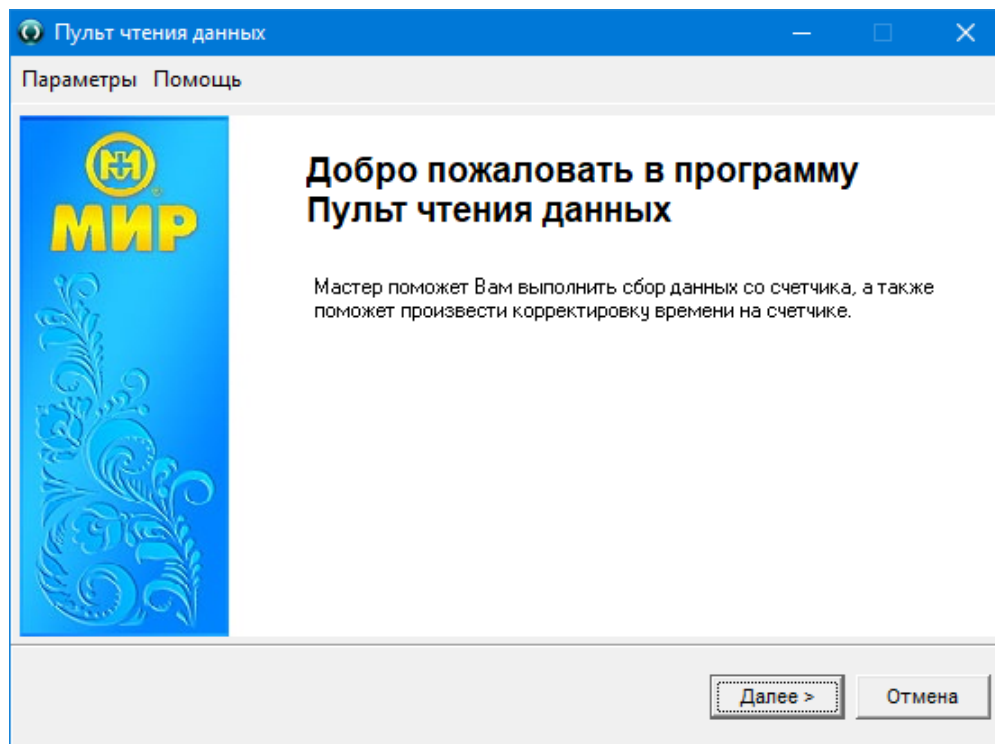 Пульт чтения данных
Параметры Помощь
МИР
Добро пожаловать в программу
Пульт чтения данных
Мастер поможет Вам выполнить сбор данных со счетчика, а также
поможет произвести корректировку времени на счетчике.
Далее > Отмена